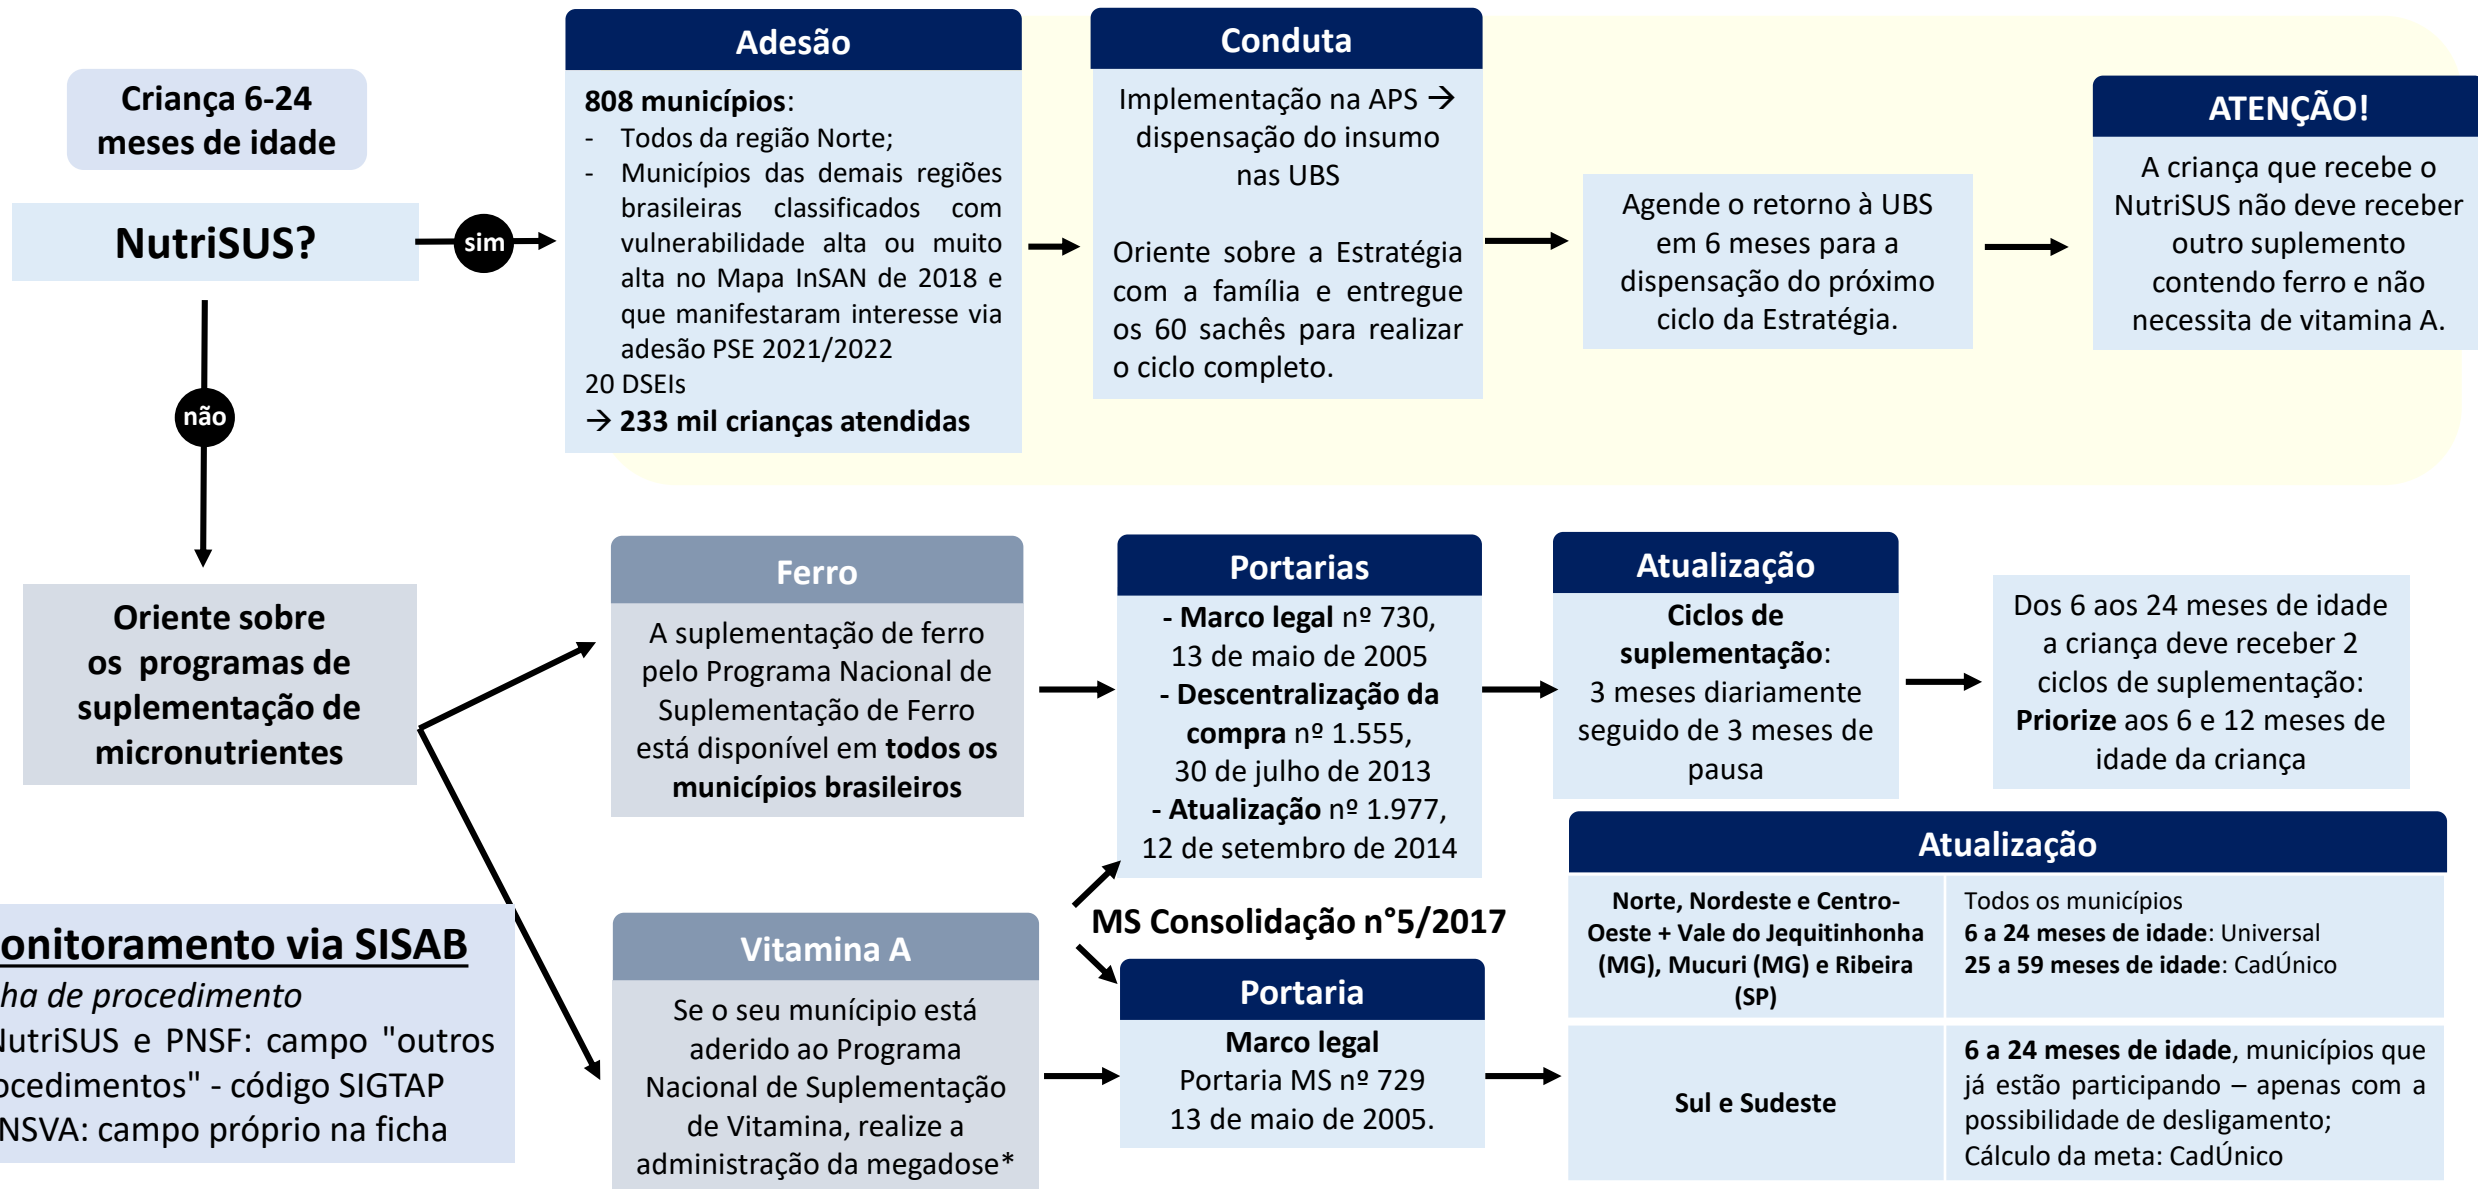 Criança 6-24
meses de idade
NutriSUS?
sim
não
Adesão
808 municípios:
- Todos da região Norte;
- Municípios das demais regiões
brasileiras classificados com
vulnerabilidade alta ou muito
alta no Mapa InSAN de 2018 e
que manifestaram interesse via
adesão PSE 2021/2022
20 DSEIs
→ 233 mil crianças atendidas
Conduta
Implementação na APS →
dispensação do insumo
nas UBS
Oriente sobre a Estratégia
com a família e entregue
os 60 sachês para realizar
o ciclo completo.
Agende o retorno à UBS
em 6 meses para a
dispensação do próximo
ciclo da Estratégia.
ATENÇÃO!
A criança que recebe o
NutriSUS não deve receber
outro suplemento
contendo ferro e não
necessita de vitamina A.
Oriente sobre
os programas de
suplementação de
micronutrientes
Ferro
A suplementação de ferro
pelo Programa Nacional de
Suplementação de Ferro
está disponível em todos os
municípios brasileiros
Portarias
- Marco legal nº 730,
13 de maio de 2005
- Descentralização da
compra nº 1.555,
30 de julho de 2013
- Atualização nº 1.977,
12 de setembro de 2014
Atualização
Ciclos de
suplementação:
3 meses diariamente
seguido de 3 meses de
pausa
Dos 6 aos 24 meses de idade
a criança deve receber 2
ciclos de suplementação:
Priorize aos 6 e 12 meses de
idade da criança
MS Consolidação n°5/2017
Vitamina A
Se o seu munícipio está
aderido ao Programa
Nacional de Suplementação
de Vitamina, realize a
administração da megadose*
Portaria
Marco legal
Portaria MS nº 729
13 de maio de 2005.
Atualização
Norte, Nordeste e Centro-
Oeste + Vale do Jequitinhonha
(MG), Mucuri (MG) e Ribeira
(SP)
Todos os municípios
6 a 24 meses de idade: Universal
25 a 59 meses de idade: CadÚnico
Sul e Sudeste
6 a 24 meses de idade, municípios que
já estão participando – apenas com a
possibilidade de desligamento;
Cálculo da meta: CadÚnico
onitoramento via SISAB
ha de procedimento
NutriSUS e PNSF: campo "outros
ocedimentos" - código SIGTAP
NSVA: campo próprio na ficha